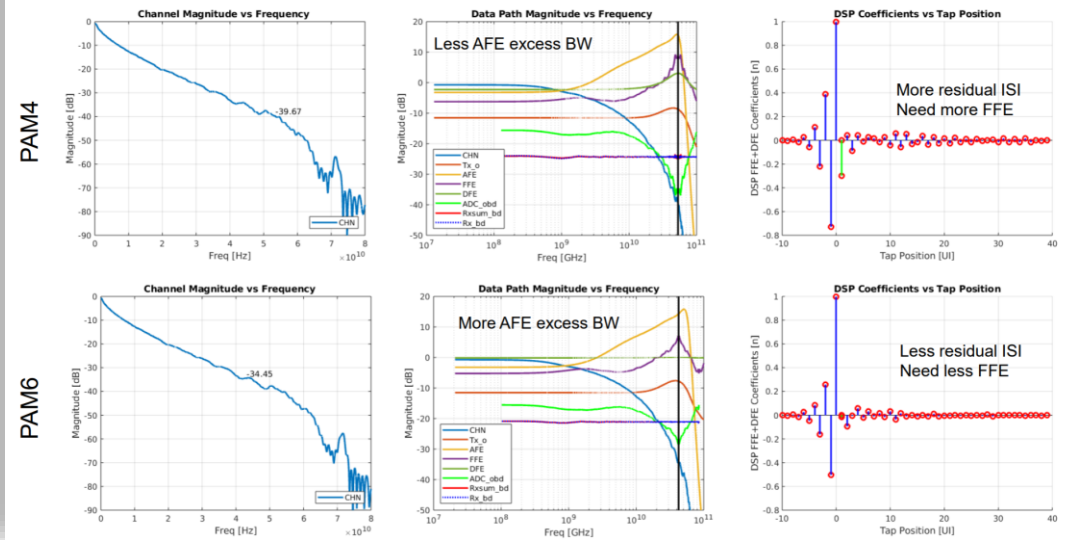 PAM4
Channel Magnitude vs Frequency
Magnitude [dB]
0
-10
-20
-30
-40
-50
-60
-70
-80
-90
-39.67
CHN
0 1 2 3 4 5 6 7 8
Freq [Hz]
×10^10
Data Path Magnitude vs Frequency
Less AFE excess BW
Magnitude [dB]
20
10
0
-10
-20
-30
-40
-50
CHN
Tx_o
AFE
FFE
DFE
ADC_obd
Rxsum_bd
Rx_bd
10^7 10^8 10^9 10^10 10^11
Freq [GHz]
DSP Coefficients vs Tap Position
DSP FFE+DFE Coefficients [n]
1
0.8
0.6
0.4
0.2
0
-0.2
-0.4
-0.6
-0.8
More residual ISI
Need more FFE
-10 0 10 20 30 40
Tap Position [UI]
PAM6
Channel Magnitude vs Frequency
Magnitude [dB]
0
-10
-20
-30
-40
-50
-60
-70
-80
-90
-34.45
CHN
0 1 2 3 4 5 6 7 8
Freq [Hz]
×10^10
Data Path Magnitude vs Frequency
More AFE excess BW
Magnitude [dB]
20
10
0
-10
-20
-30
-40
-50
CHN
Tx_o
AFE
FFE
DFE
ADC_obd
Rxsum_bd
Rx_bd
10^7 10^8 10^9 10^10 10^11
Freq [GHz]
DSP Coefficients vs Tap Position
DSP FFE+DFE Coefficients [n]
1
0.8
0.6
0.4
0.2
0
-0.2
-0.4
-0.6
-0.8
Less residual ISI
Need less FFE
-10 0 10 20 30 40
Tap Position [UI]